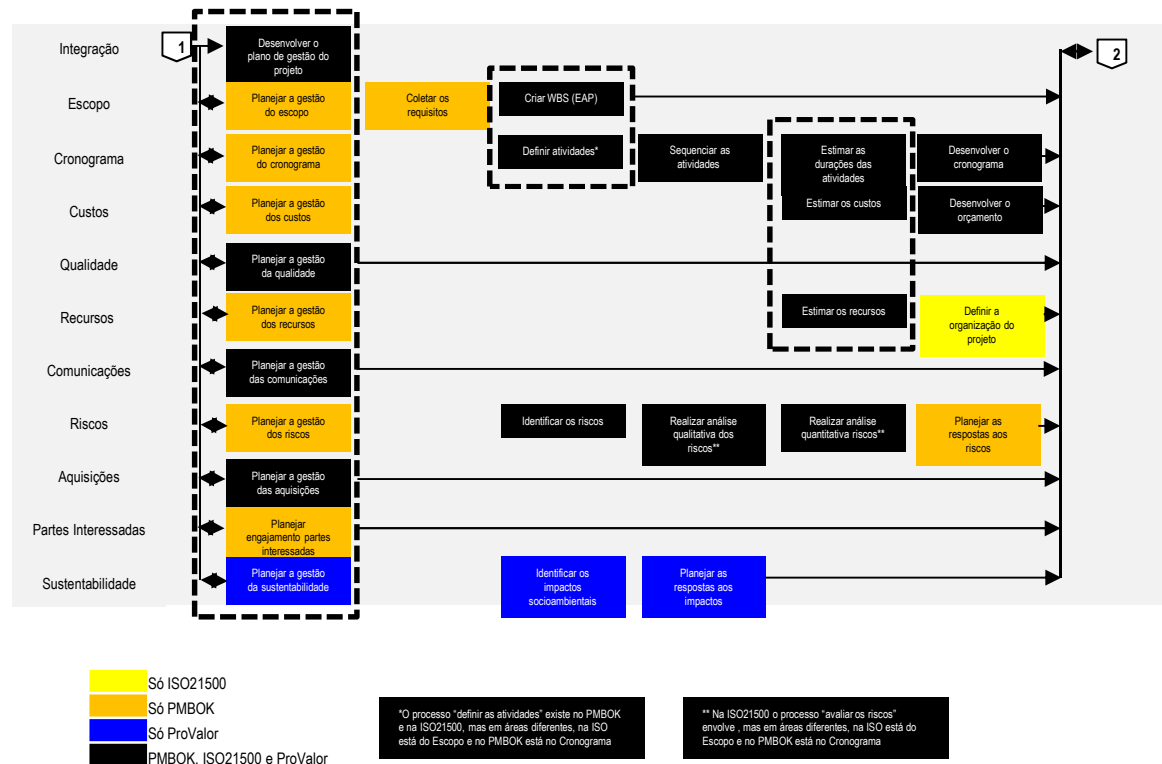 Integração
1
Desenvolver o
plano de gestão do
projeto
2
Escopo
Planejar a gestão
do escopo
Coletar os
requisitos
Criar WBS (EAP)
Cronograma
Planejar a gestão
do cronograma
Definir atividades*
Sequenciar as
atividades
Estimar as
durações das
atividades
Desenvolver o
cronograma
Custos
Planejar a gestão
dos custos
Estimar os custos
Desenvolver o
orçamento
Qualidade
Planejar a gestão
da qualidade
Recursos
Planejar a gestão
dos recursos
Estimar os recursos
Definir a
organização do
projeto
Comunicações
Planejar a gestão
das comunicações
Riscos
Planejar a gestão
dos riscos
Identificar os riscos
Realizar análise
qualitativa dos
riscos**
Realizar análise
quantitativa riscos**
Planejar as
respostas aos
riscos
Aquisições
Planejar a gestão
das aquisições
Partes Interessadas
Planejar
engajamento partes
interessadas
Sustentabilidade
Planejar a gestão
da sustentabilidade
Identificar os
impactos
socioambientais
Planejar as
respostas aos
impactos
Só ISO21500
Só PMBOK
Só ProValor
PMBOK, ISO21500 e ProValor
*O processo “definir as atividades” existe no PMBOK
e na ISO21500, mas em áreas diferentes, na ISO
está do Escopo e no PMBOK está no Cronograma
** Na ISO21500 o processo “avaliar os riscos”
envolve , mas em áreas diferentes, na ISO está do
Escopo e no PMBOK está no Cronograma